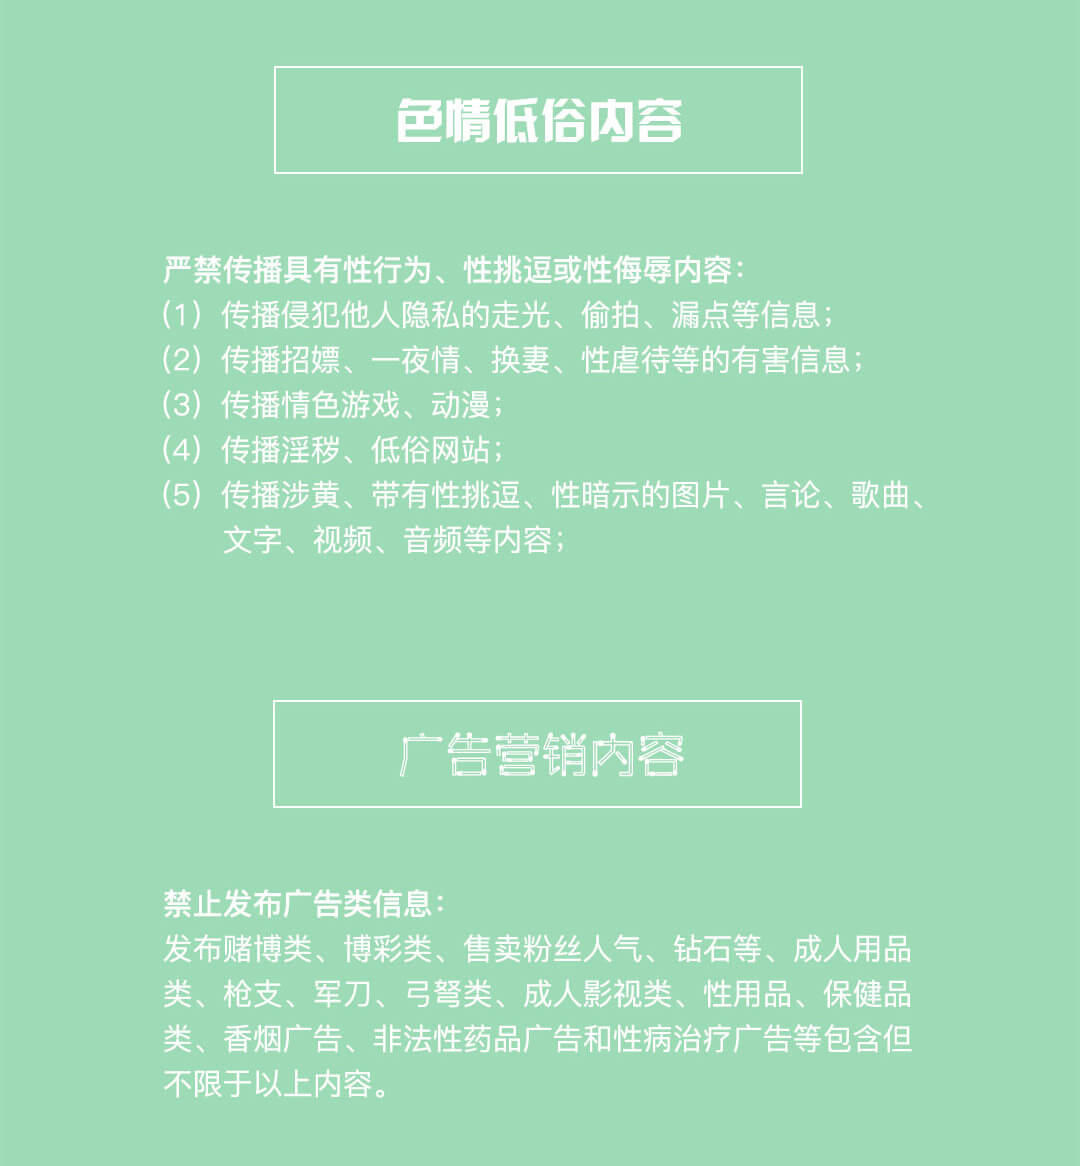 色情低俗内容
严禁传播具有性行为、性挑逗或性侮辱内容：
（1）传播侵犯他人隐私的走光、偷拍、漏点等信息；
（2）传播招嫖、一夜情、换妻、性虐待等的有害信息；
（3）传播情色游戏、动漫；
（4）传播淫秽、低俗网站；
（5）传播涉黄、带有性挑逗、性暗示的图片、言论、歌曲、
文字、视频、音频等内容；
广告营销内容
禁止发布广告类信息：
发布赌博类、博彩类、售卖粉丝人气、钻石等、成人用品
类、枪支、军刀、弓弩类、成人影视类、性用品、保健品
类、香烟广告、非法性药品广告和性病治疗广告等包含但
不限于以上内容。